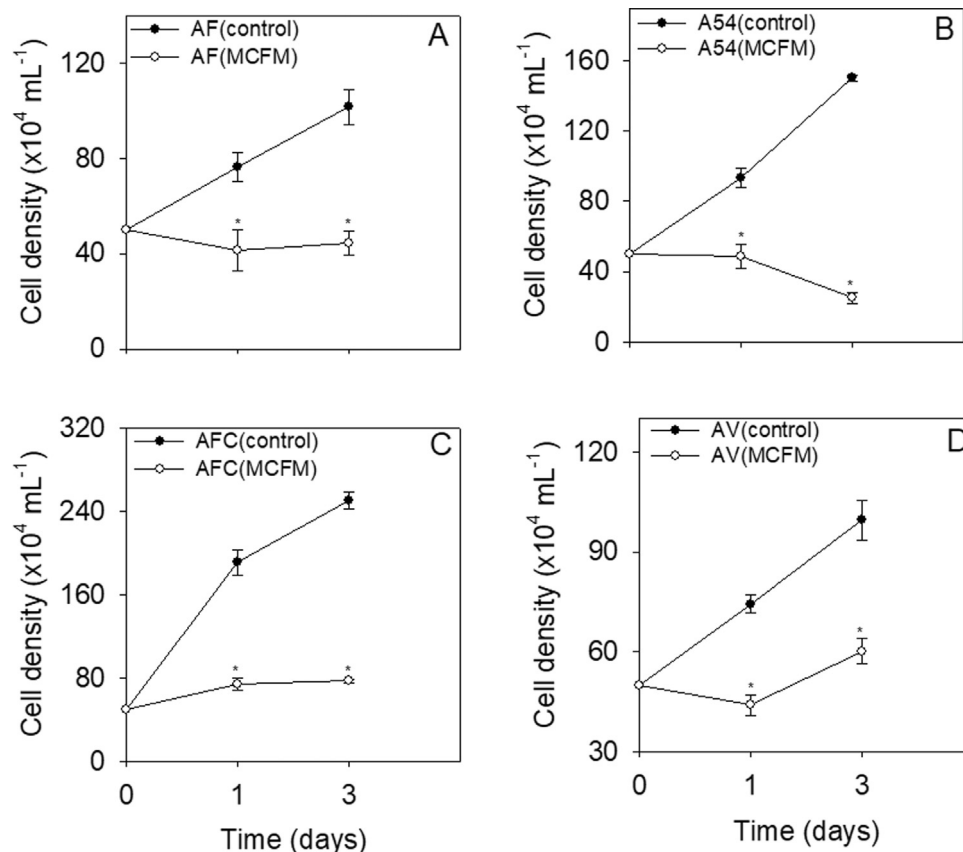 AF(control)
AF(MCFM)
A
120
80
40
0
Cell density (x10⁴ mL⁻¹)
*
*
A54(control)
A54(MCFM)
B
160
120
80
40
0
Cell density (x10⁴ mL⁻¹)
*
*
AFC(control)
AFC(MCFM)
C
320
240
160
80
0
Cell density (x10⁴ mL⁻¹)
*
*
0 1 3
Time (days)
AV(control)
AV(MCFM)
D
120
90
60
30
Cell density (x10⁴ mL⁻¹)
*
*
0 1 3
Time (days)